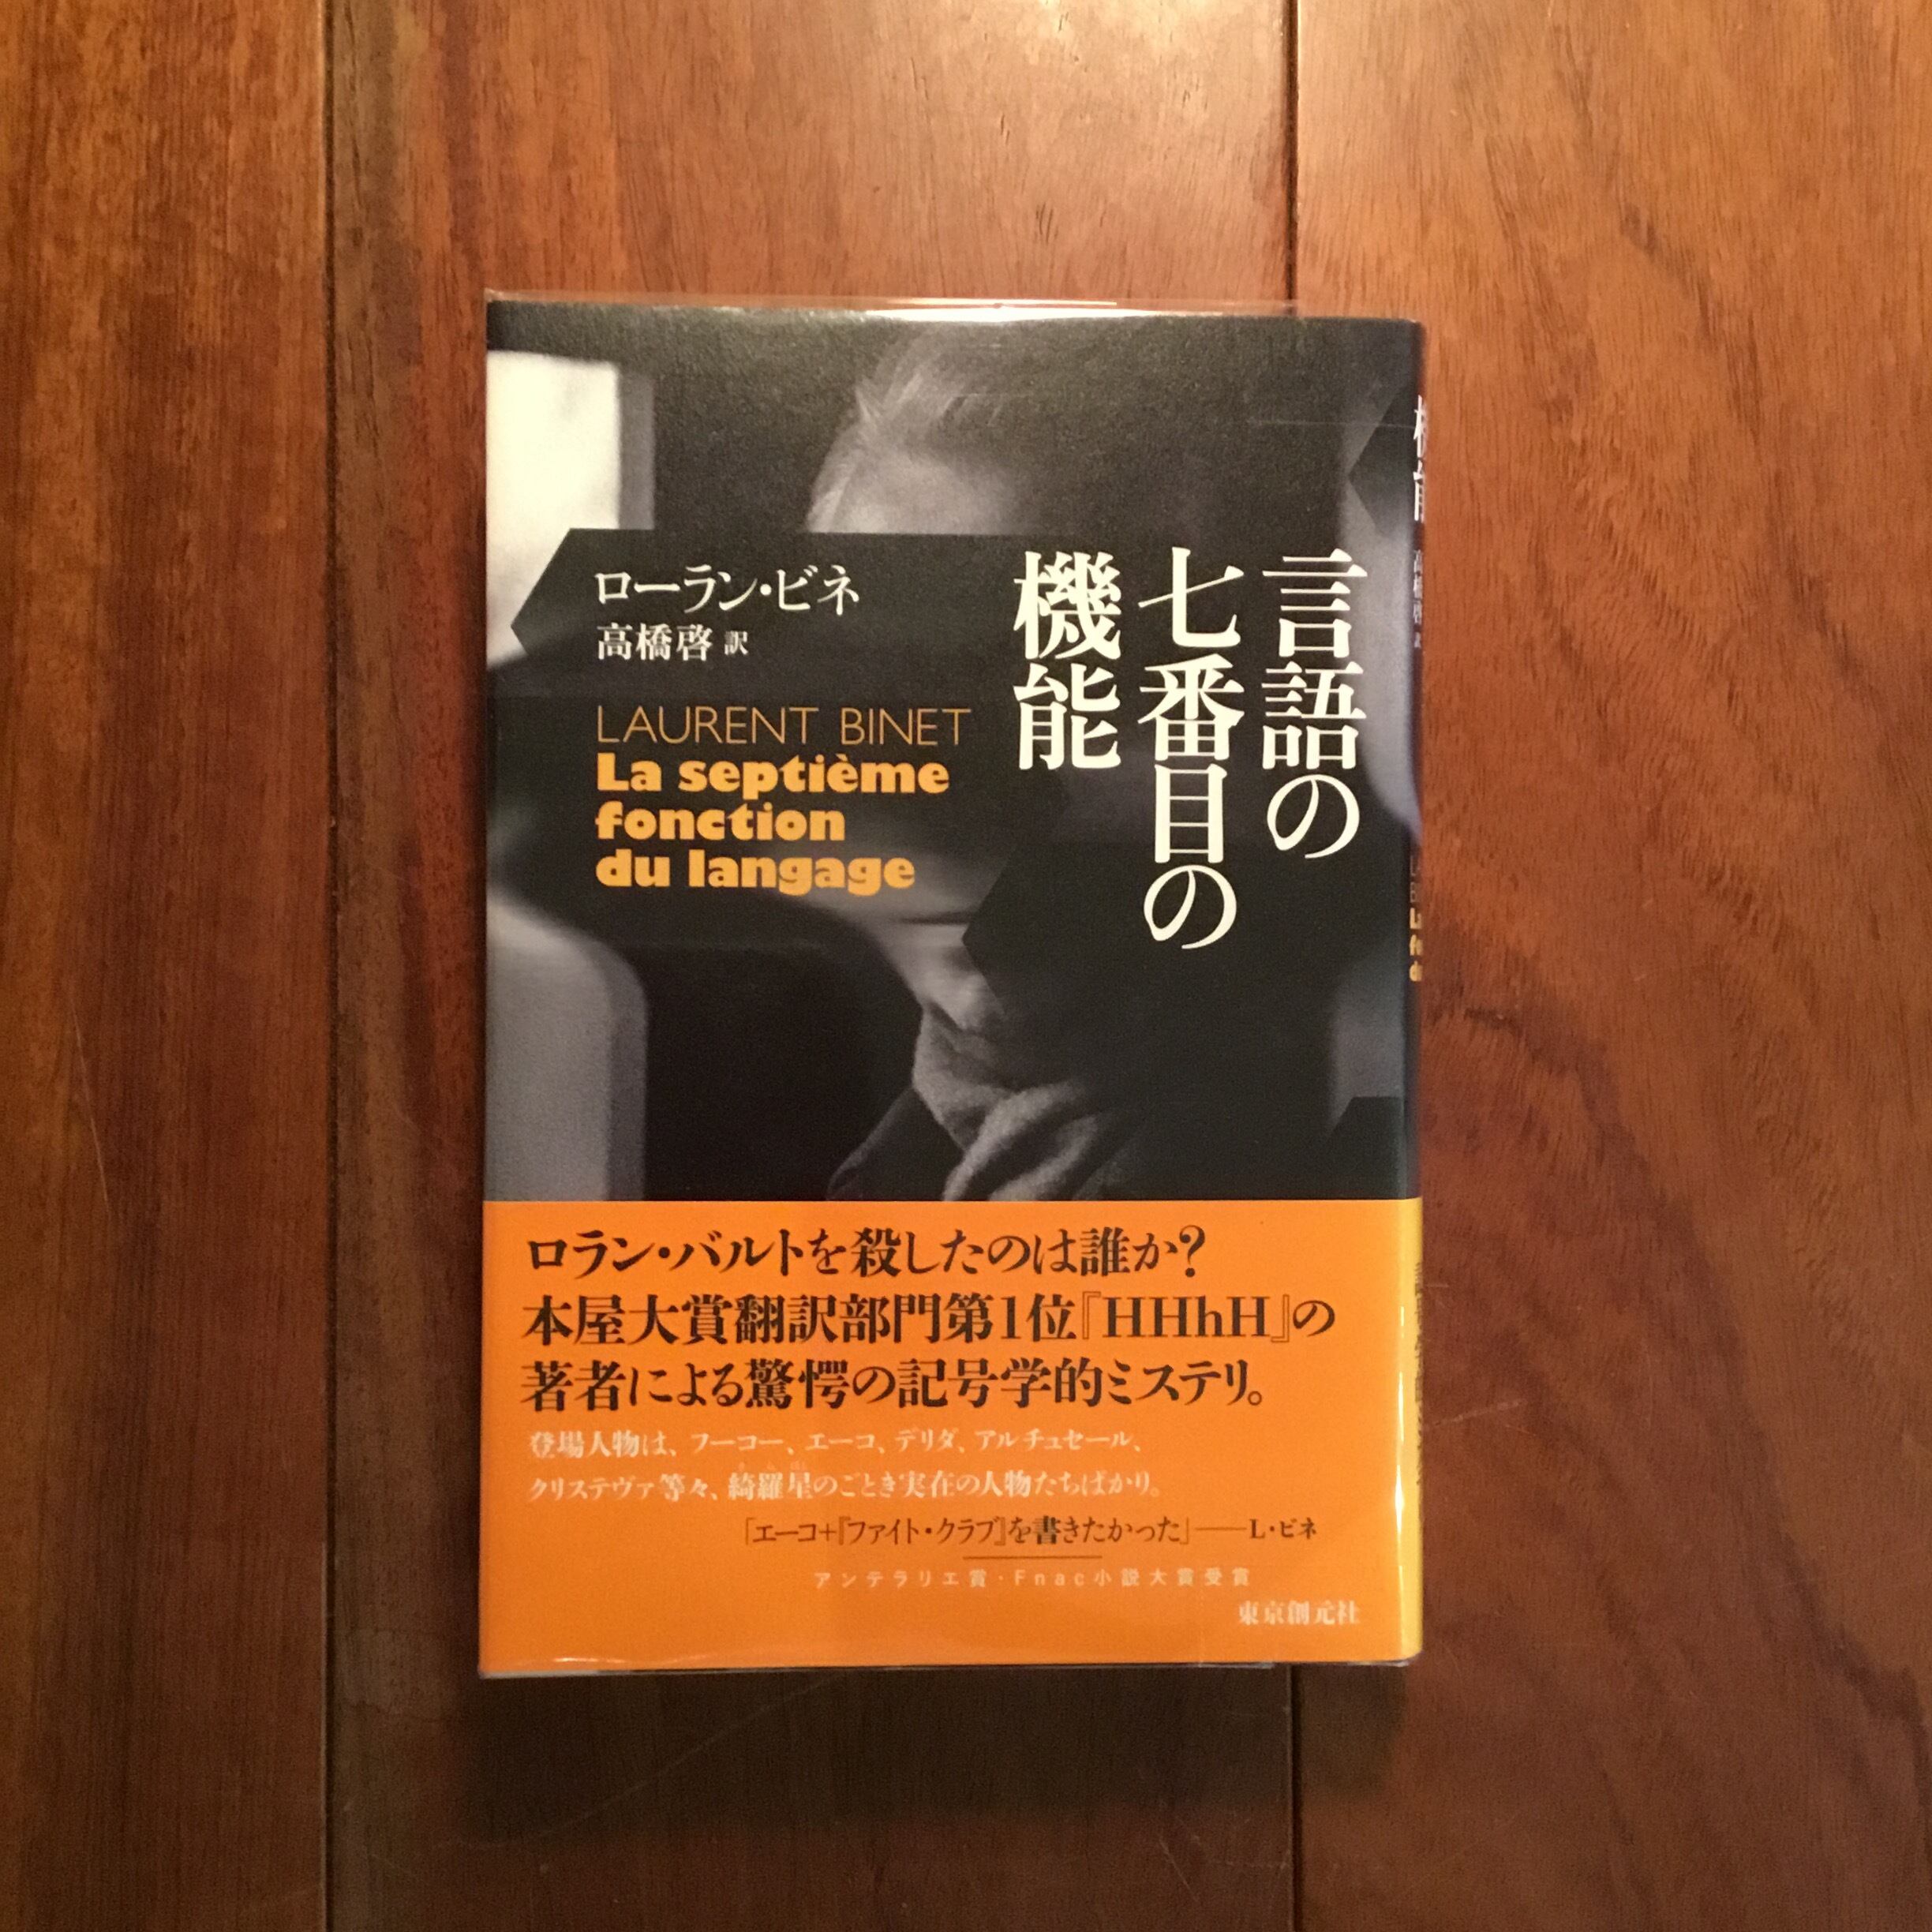 言語の
七番目の
機能
ローラン・ビネ
高橋啓 訳
LAURENT BINET
La septième
fonction
du langage
ロラン・バルトを殺したのは誰か?
本屋大賞翻訳部門第1位『HHhH』の
著者による驚愕の記号学的ミステリ。
登場人物は、フーコー、エーコ、デリダ、アルチュセール、
クリステヴァ等々、綺羅星のごとき実在の人物たちばかり。
「エーコ+『ファイト・クラブ』を書きたかった」——L・ビネ
アンテラリエ賞・Fnac小説大賞受賞
東京創元社